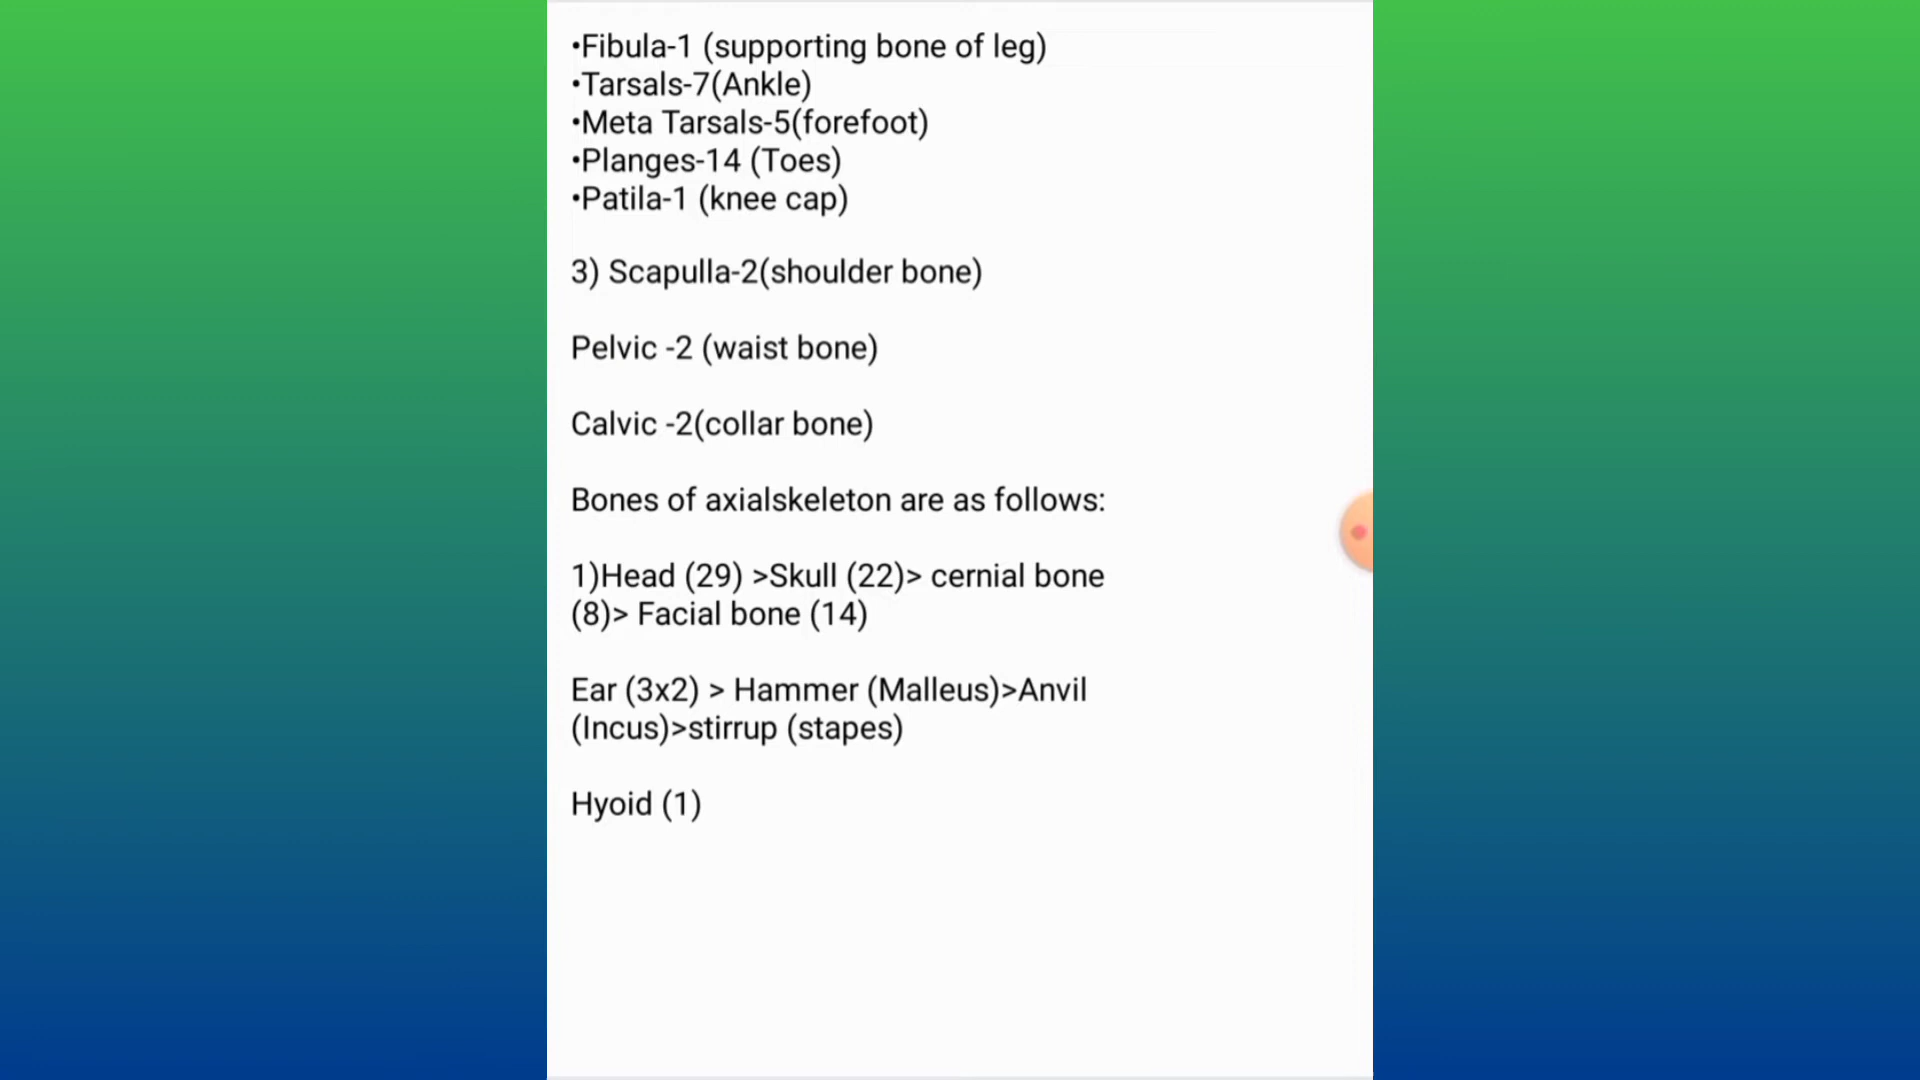 •Fibula-1 (supporting bone of leg)
•Tarsals-7(Ankle)
•Meta Tarsals-5(forefoot)
•Planges-14 (Toes)
•Patila-1 (knee cap)
3) Scapulla-2(shoulder bone)
Pelvic -2 (waist bone)
Calvic -2(collar bone)
Bones of axialskeleton are as follows:
1)Head (29) >Skull (22)> cernial bone
(8)> Facial bone (14)
Ear (3x2) > Hammer (Malleus)>Anvil
(Incus)>stirrup (stapes)
Hyoid (1)